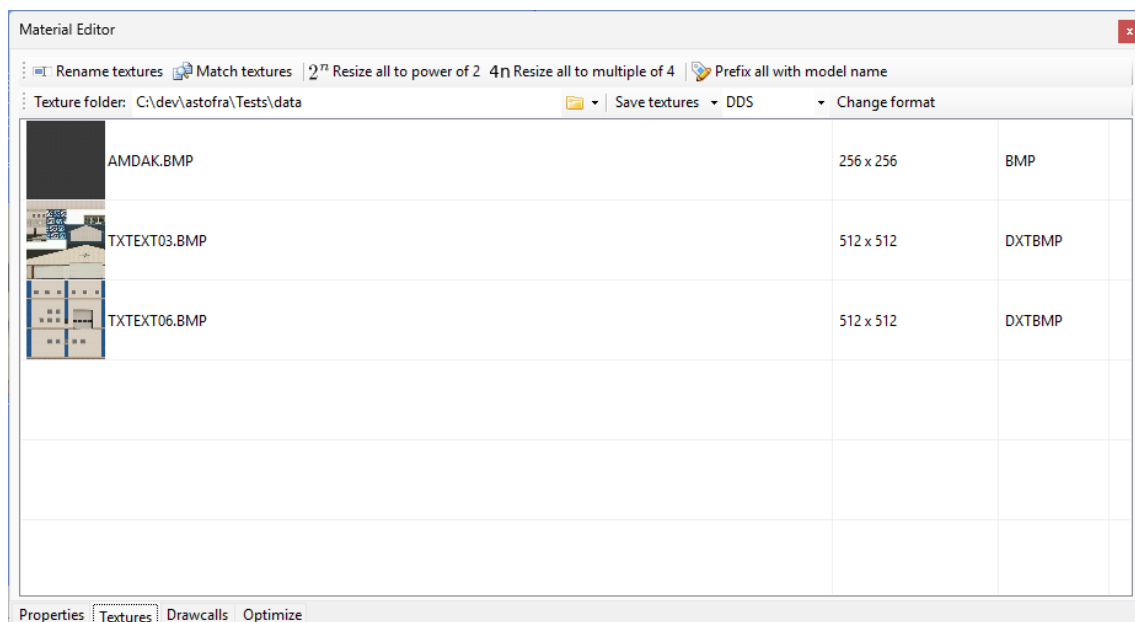 Material Editor
x
Rename textures Match textures 2ⁿ Resize all to power of 2 4n Resize all to multiple of 4 Prefix all with model name
Texture folder: C:\dev\astofra\Tests\data Save textures DDS Change format
AMDAK.BMP 256 x 256 BMP
TXTEXT03.BMP 512 x 512 DXTBMP
TXTEXT06.BMP 512 x 512 DXTBMP
Properties Textures Drawcalls Optimize